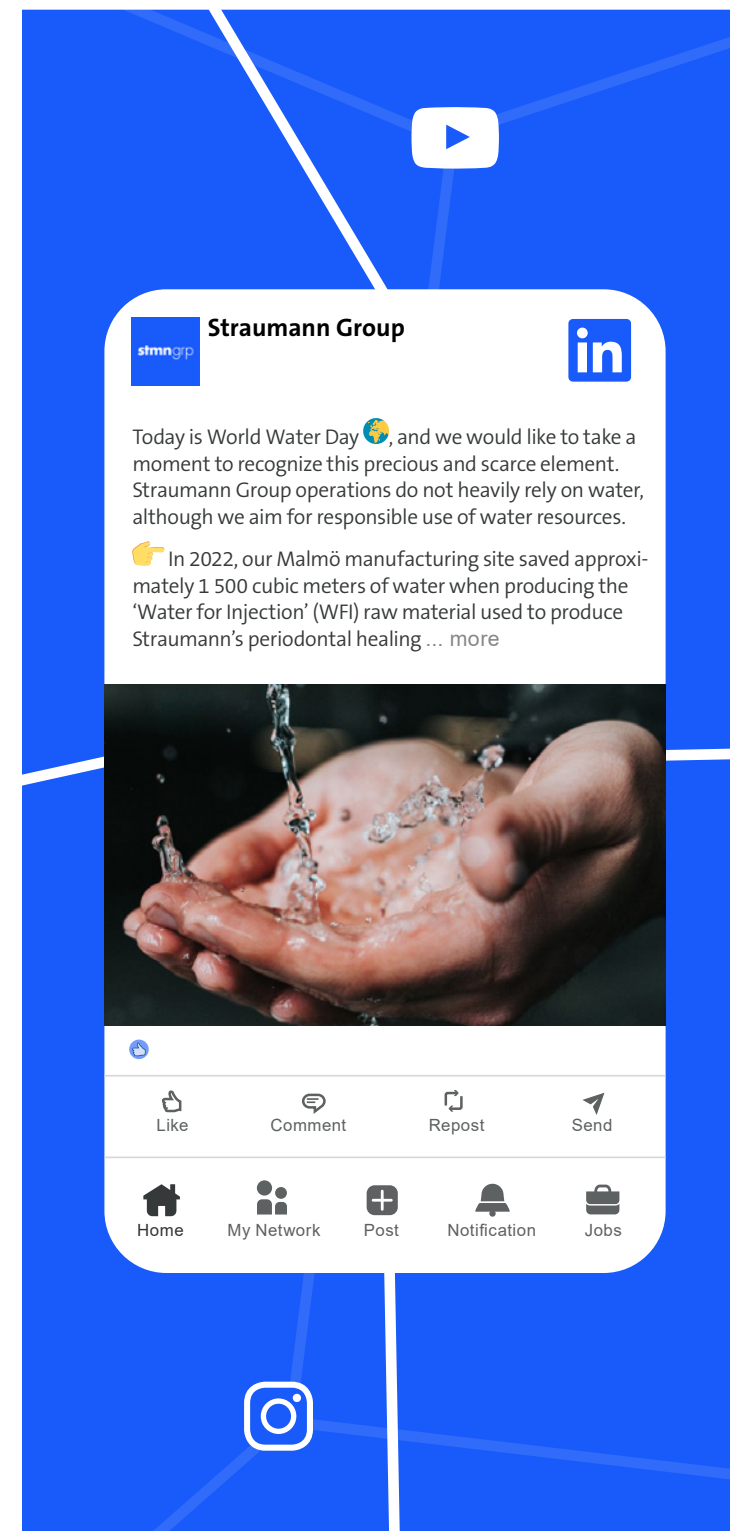 stmngrp
Straumann Group
in
Today is World Water Day 🌍, and we would like to take a
moment to recognize this precious and scarce element.
Straumann Group operations do not heavily rely on water,
although we aim for responsible use of water resources.
👉 In 2022, our Malmö manufacturing site saved approxi-
mately 1 500 cubic meters of water when producing the
‘Water for Injection’ (WFI) raw material used to produce
Straumann’s periodontal healing ... more
Like Comment Repost Send
Home My Network Post Notification Jobs